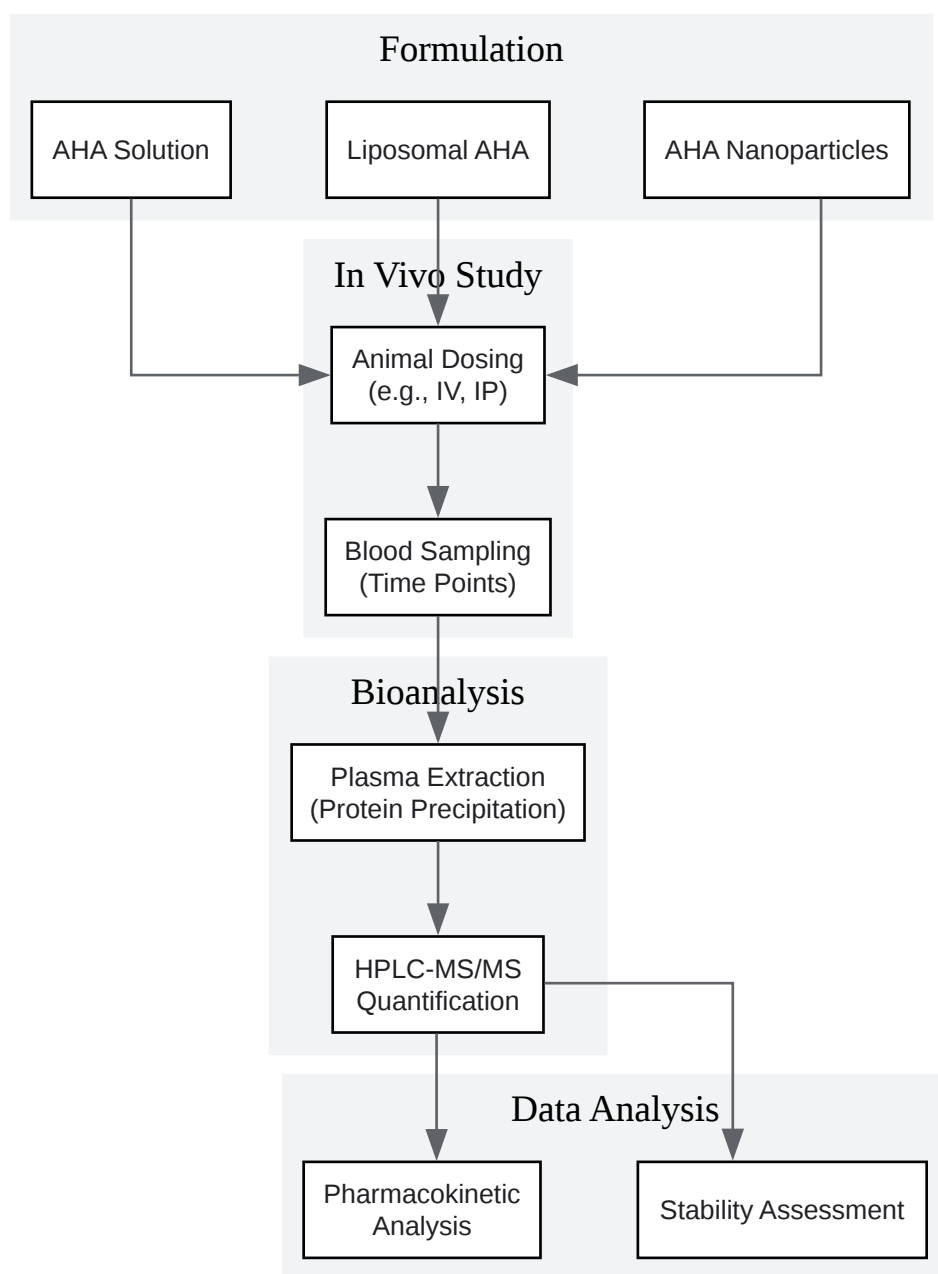 Formulation
AHA Solution
Liposomal AHA
AHA Nanoparticles
In Vivo Study
Animal Dosing
(e.g., IV, IP)
Blood Sampling
(Time Points)
Bioanalysis
Plasma Extraction
(Protein Precipitation)
HPLC-MS/MS
Quantification
Data Analysis
Pharmacokinetic
Analysis
Stability Assessment